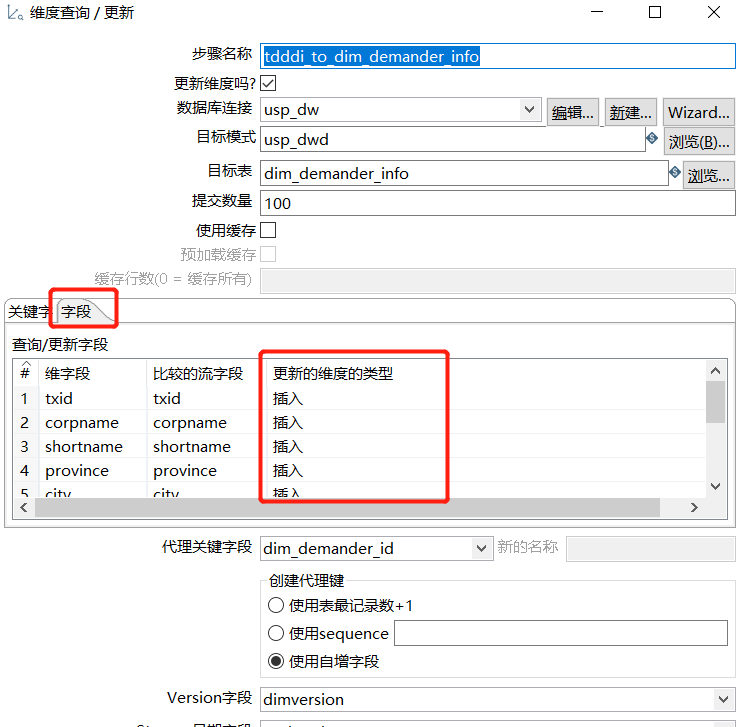 维度查询 / 更新
步骤名称 tdddi_to_dim_demander_info
更新维度吗?
数据库连接 usp_dw 编辑... 新建... Wizard...
目标模式 usp_dwd 浏览(B)...
目标表 dim_demander_info 浏览...
提交数量 100
使用缓存
预加载缓存
缓存行数(0 = 缓存所有)
关键字 字段
查询/更新字段
# 维字段 比较的流字段 更新的维度的类型
1 txid txid 插入
2 corpname corpname 插入
3 shortname shortname 插入
4 province province 插入
5 city city 插入
代理关键字段 dim_demander_id 新的名称
创建代理键
使用表最记录数+1
使用sequence
使用自增字段
Version字段 dimversion